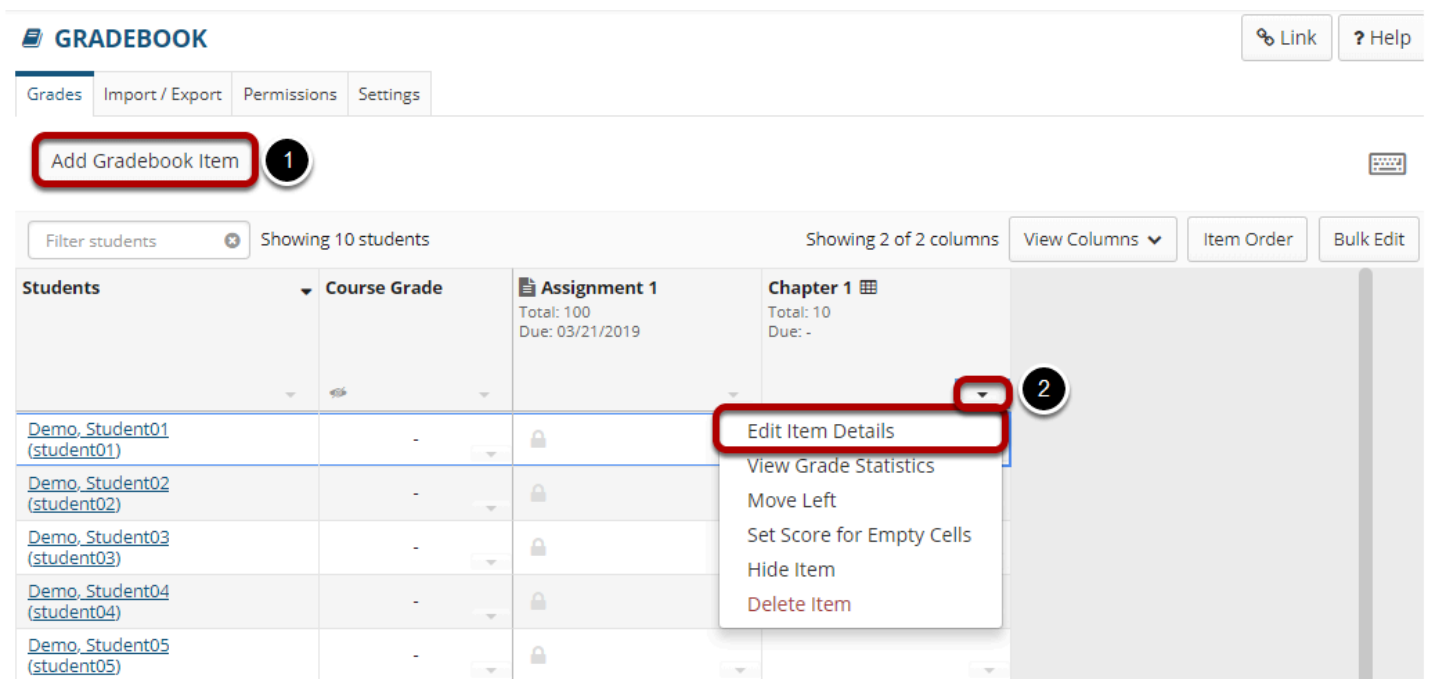 GRADEBOOK
Link
? Help
Grades
Import / Export
Permissions
Settings
Add Gradebook Item
1
Filter students
Showing 10 students
Showing 2 of 2 columns
View Columns
Item Order
Bulk Edit
Students
Course Grade
Assignment 1
Total: 100
Due: 03/21/2019
Chapter 1
Total: 10
Due: -
2
Demo, Student01
(student01)
-
Edit Item Details
View Grade Statistics
Move Left
Set Score for Empty Cells
Hide Item
Delete Item
Demo, Student02
(student02)
-
Demo, Student03
(student03)
-
Demo, Student04
(student04)
-
Demo, Student05
(student05)
-